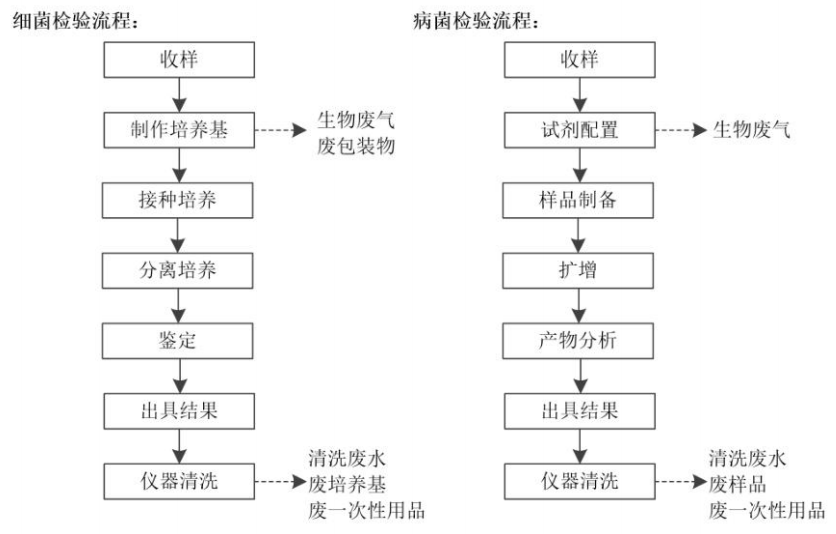 细菌检验流程：
收样
制作培养基
生物废气
废包装物
接种培养
分离培养
鉴定
出具结果
仪器清洗
清洗废水
废培养基
废一次性用品
病菌检验流程：
收样
试剂配置
生物废气
样品制备
扩增
产物分析
出具结果
仪器清洗
清洗废水
废样品
废一次性用品